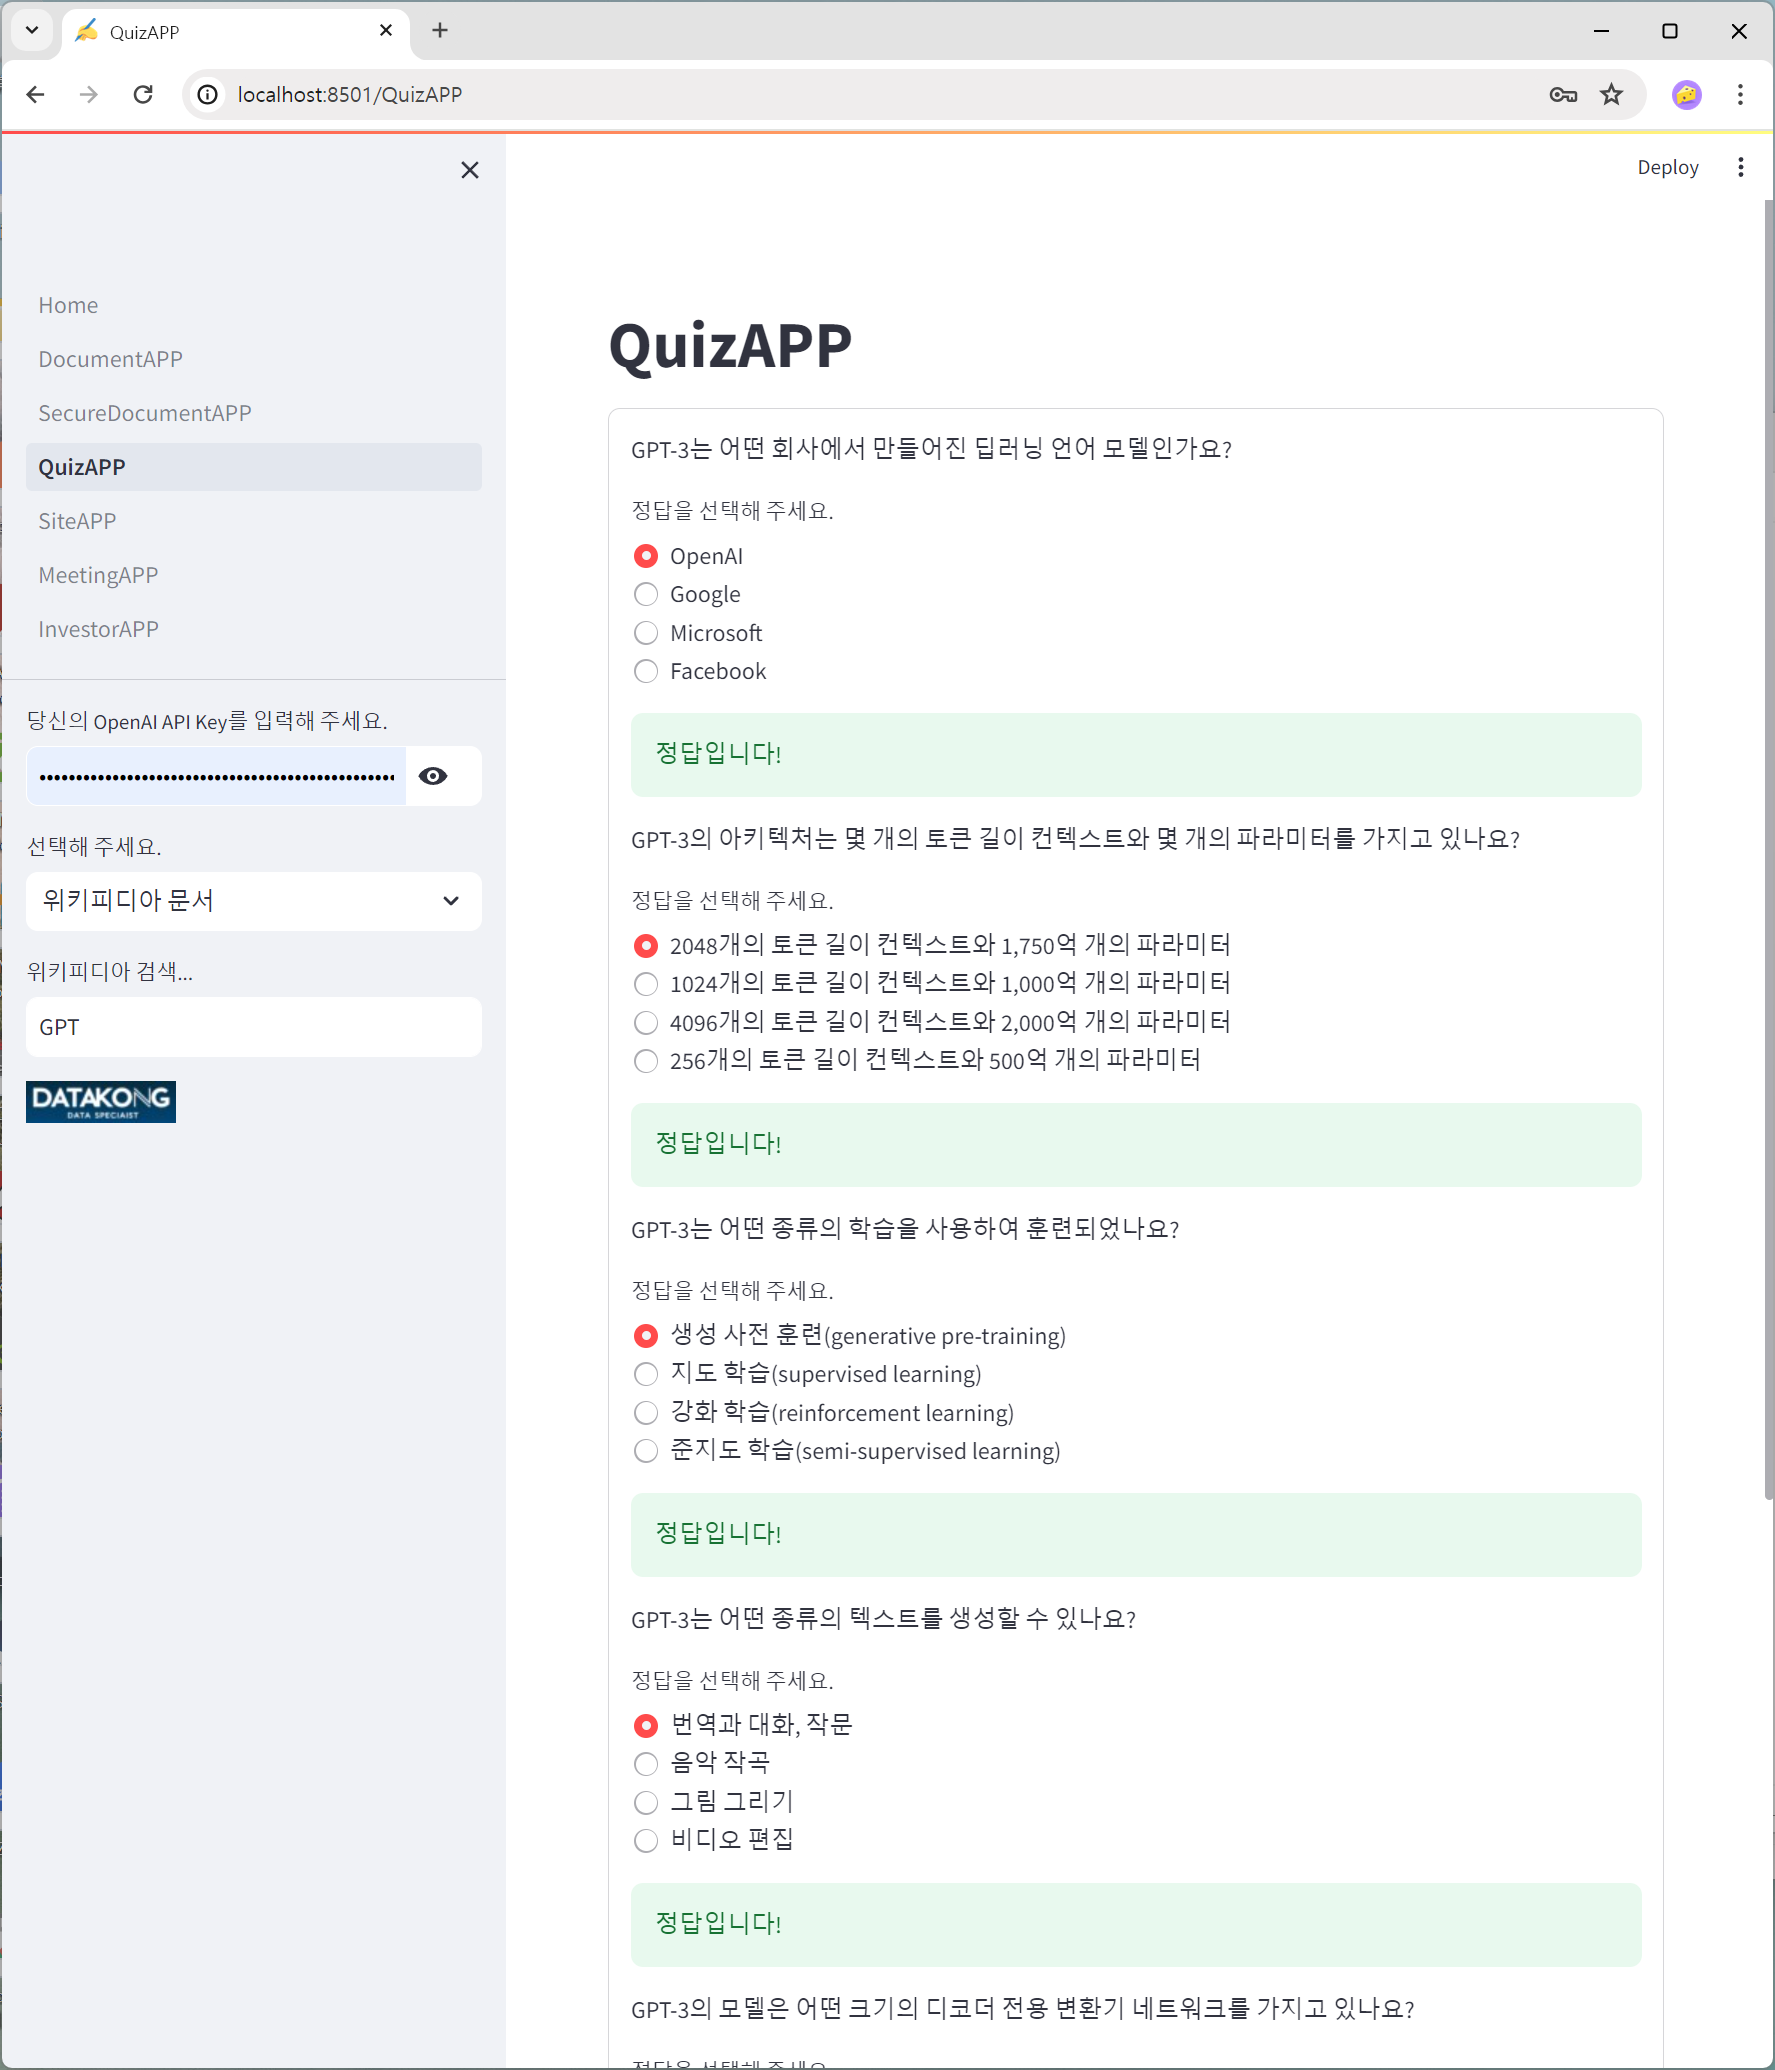 QuizAPP
localhost:8501/QuizAPP
Deploy
Home
DocumentAPP
SecureDocumentAPP
QuizAPP
SiteAPP
MeetingAPP
InvestorAPP
당신의 OpenAI API Key를 입력해 주세요.
선택해 주세요.
위키피디아 문서
위키피디아 검색...
GPT
DATAKONG
DATA SPECIAIST
QuizAPP
GPT-3는 어떤 회사에서 만들어진 딥러닝 언어 모델인가요?
정답을 선택해 주세요.
OpenAI
Google
Microsoft
Facebook
정답입니다!
GPT-3의 아키텍처는 몇 개의 토큰 길이 컨텍스트와 몇 개의 파라미터를 가지고 있나요?
정답을 선택해 주세요.
2048개의 토큰 길이 컨텍스트와 1,750억 개의 파라미터
1024개의 토큰 길이 컨텍스트와 1,000억 개의 파라미터
4096개의 토큰 길이 컨텍스트와 2,000억 개의 파라미터
256개의 토큰 길이 컨텍스트와 500억 개의 파라미터
정답입니다!
GPT-3는 어떤 종류의 학습을 사용하여 훈련되었나요?
정답을 선택해 주세요.
생성 사전 훈련(generative pre-training)
지도 학습(supervised learning)
강화 학습(reinforcement learning)
준지도 학습(semi-supervised learning)
정답입니다!
GPT-3는 어떤 종류의 텍스트를 생성할 수 있나요?
정답을 선택해 주세요.
번역과 대화, 작문
음악 작곡
그림 그리기
비디오 편집
정답입니다!
GPT-3의 모델은 어떤 크기의 디코더 전용 변환기 네트워크를 가지고 있나요?